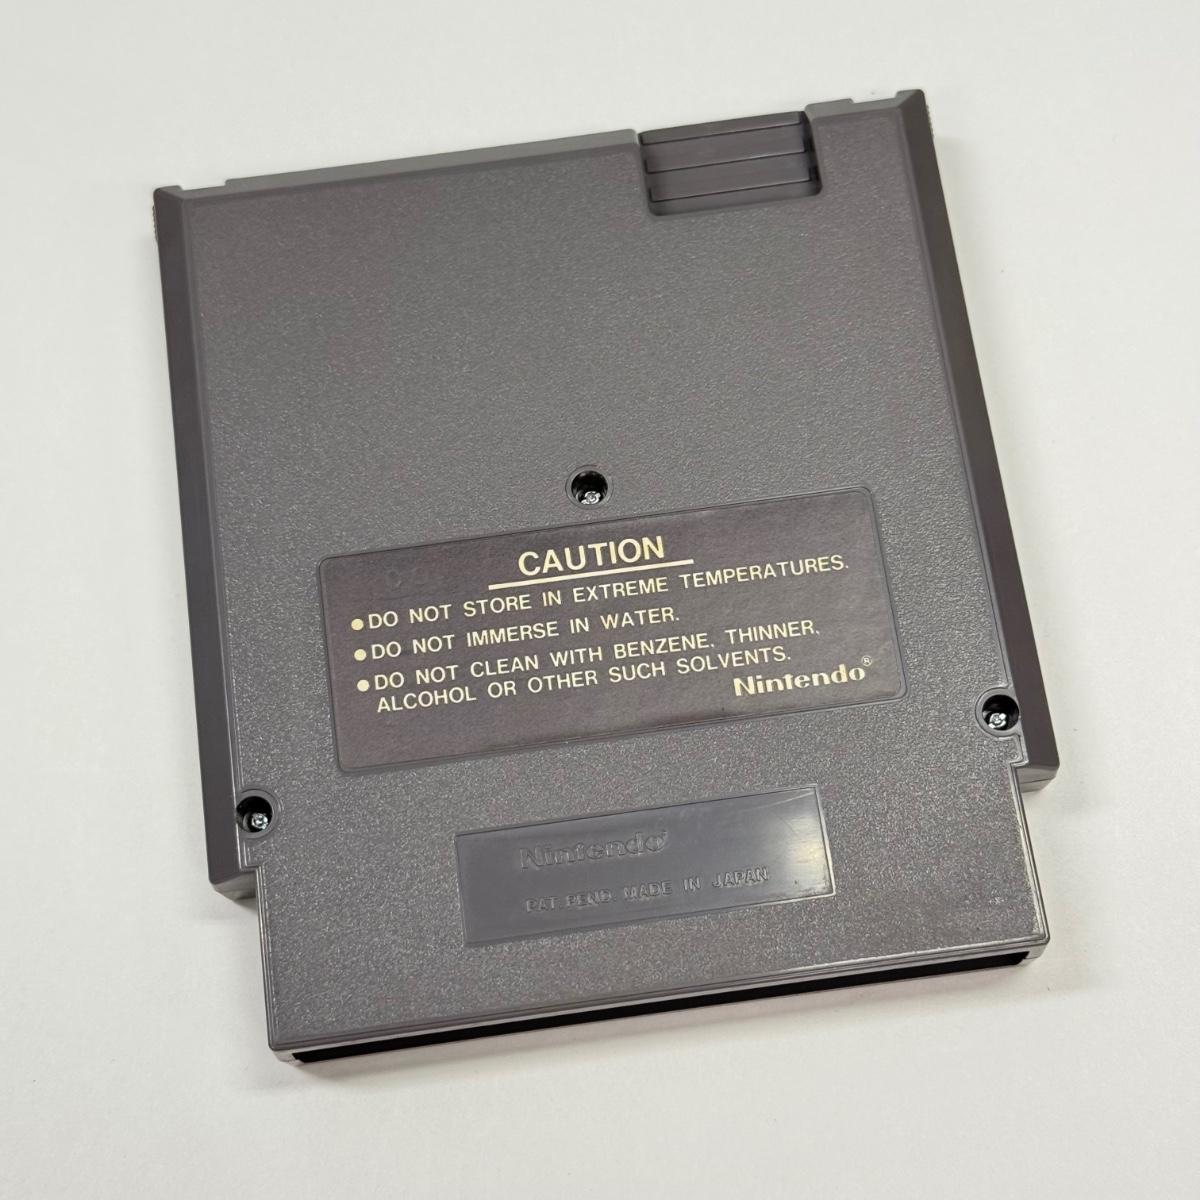 CAUTION
●DO NOT STORE IN EXTREME TEMPERATURES.
●DO NOT IMMERSE IN WATER.
●DO NOT CLEAN WITH BENZENE, THINNER,
ALCOHOL OR OTHER SUCH SOLVENTS.
Nintendo®
Nintendo®
PAT. PEND. MADE IN JAPAN